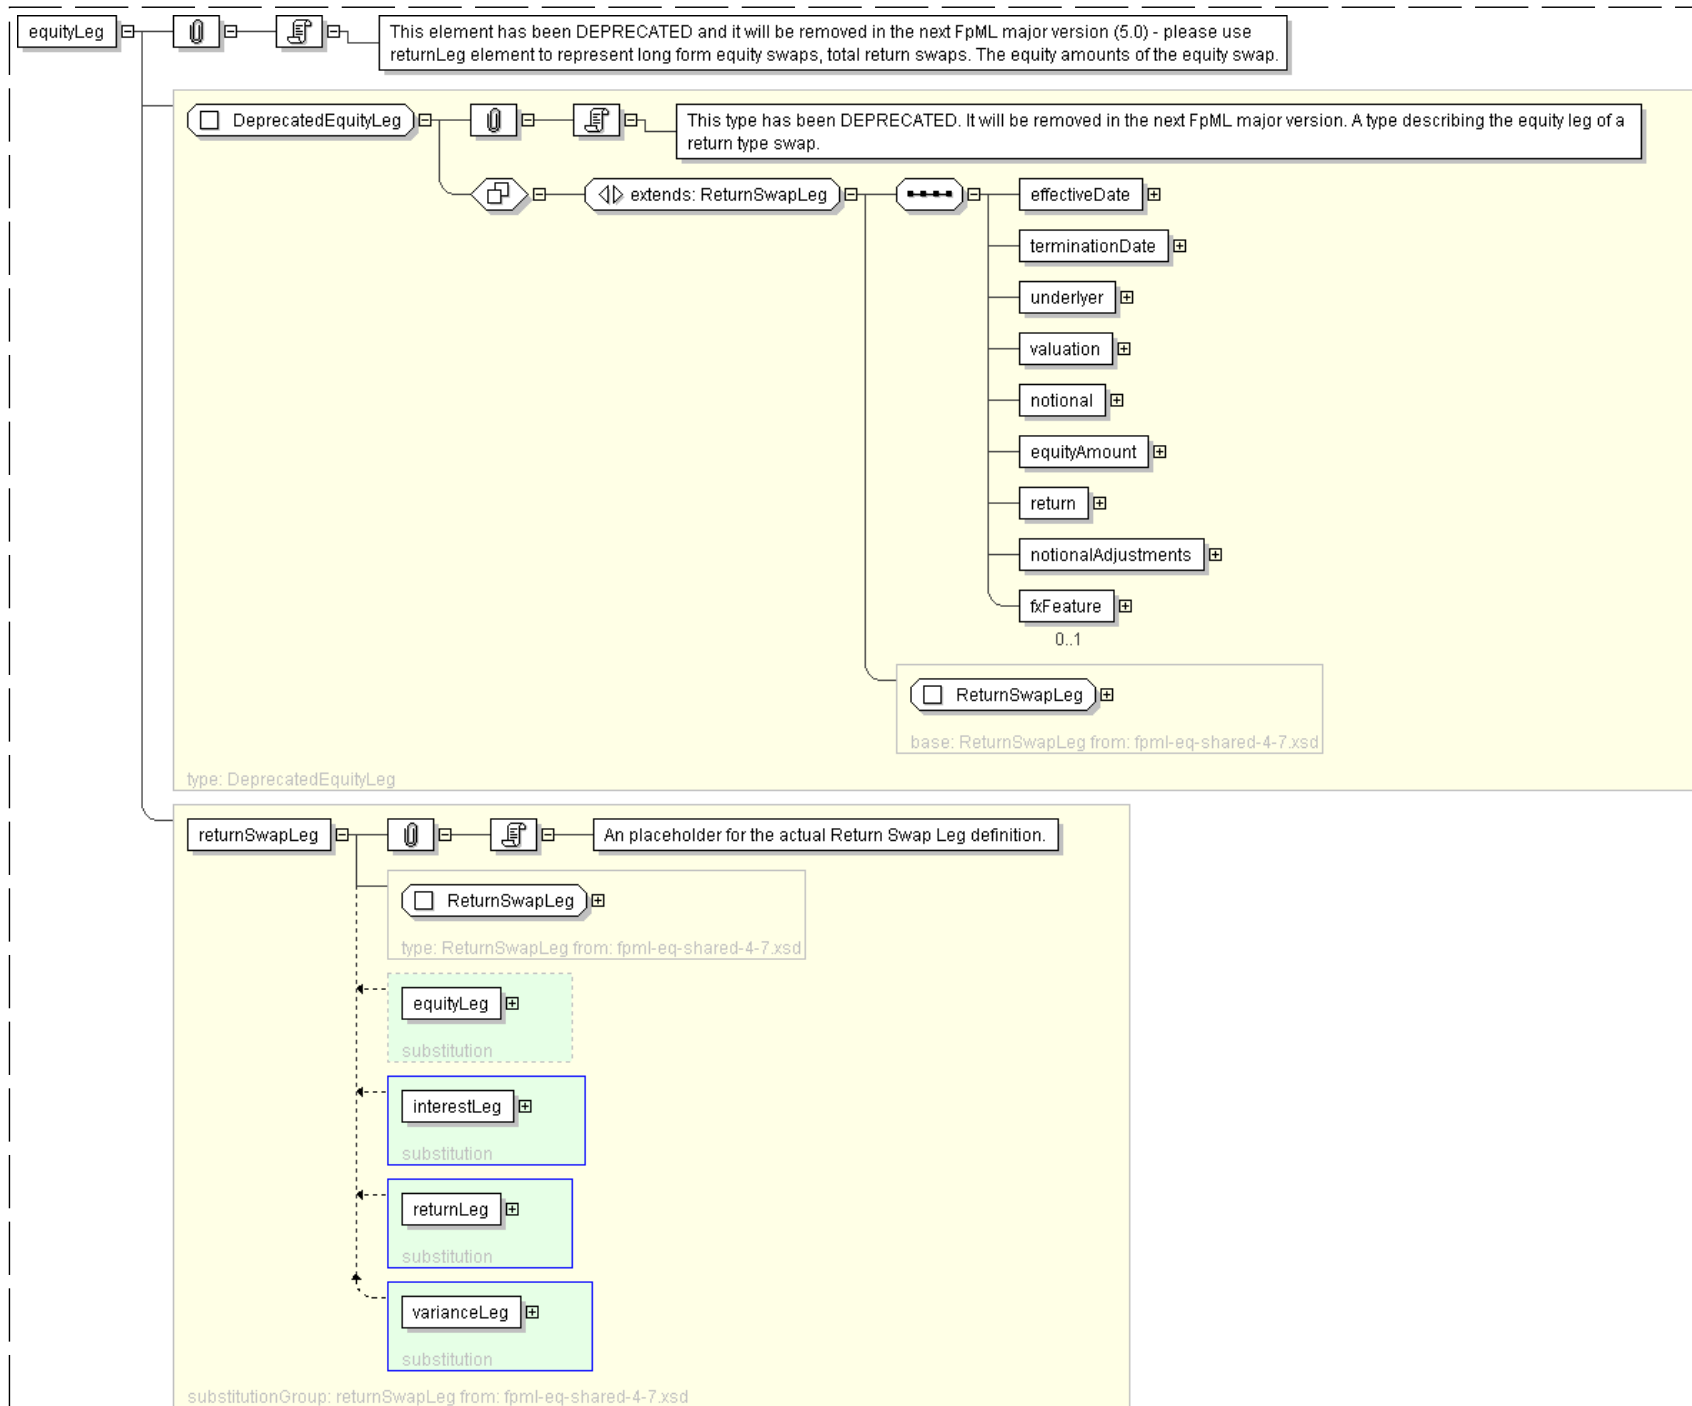 equityLeg
This element has been DEPRECATED and it will be removed in the next FpML major version (5.0) - please use
returnLeg element to represent long form equity swaps, total return swaps. The equity amounts of the equity swap.
DeprecatedEquityLeg
This type has been DEPRECATED. It will be removed in the next FpML major version. A type describing the equity leg of a
return type swap.
extends: ReturnSwapLeg
effectiveDate
terminationDate
underlyer
valuation
notional
equityAmount
return
notionalAdjustments
fxFeature
0..1
ReturnSwapLeg
base: ReturnSwapLeg from: fpml-eq-shared-4-7.xsd
type: DeprecatedEquityLeg
returnSwapLeg
An placeholder for the actual Return Swap Leg definition.
ReturnSwapLeg
type: ReturnSwapLeg from: fpml-eq-shared-4-7.xsd
equityLeg
substitution
interestLeg
substitution
returnLeg
substitution
varianceLeg
substitution
substitutionGroup: returnSwapLeg from: fpml-eq-shared-4-7.xsd